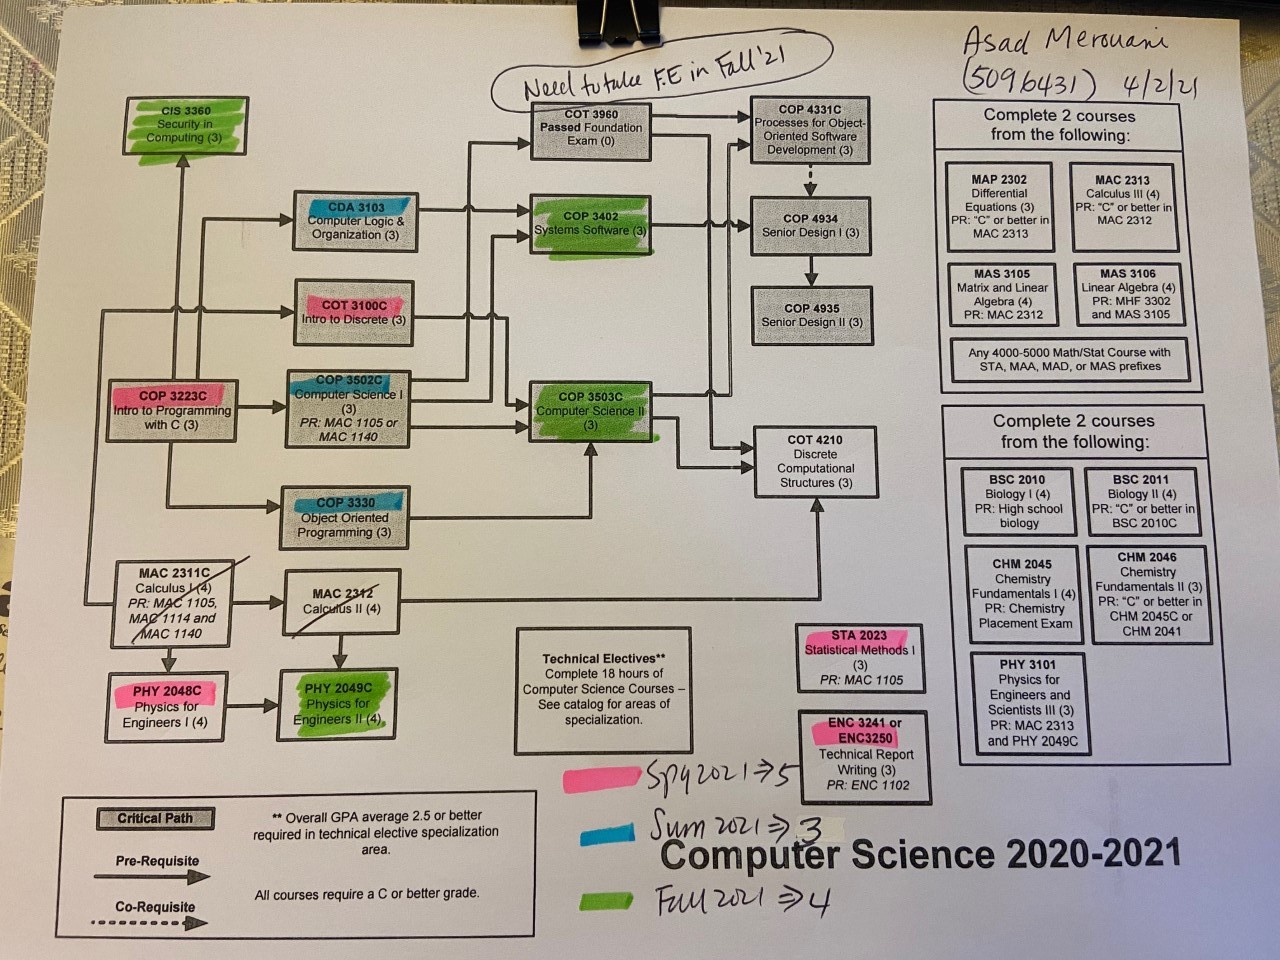 Need to take F.E in Fall'21
Asad Merouani
(5096431) 4/2/21
CIS 3360
Security in
Computing (3)
COT 3960
Passed Foundation
Exam (0)
COP 4331C
Processes for Object-
Oriented Software
Development (3)
CDA 3103
Computer Logic &
Organization (3)
COP 3402
Systems Software (3)
COP 4934
Senior Design I (3)
COT 3100C
Intro to Discrete (3)
COP 4935
Senior Design II (3)
COP 3223C
Intro to Programming
with C (3)
COP 3502C
Computer Science I
(3)
PR: MAC 1105 or
MAC 1140
COP 3503C
Computer Science II
(3)
COT 4210
Discrete
Computational
Structures (3)
COP 3330
Object Oriented
Programming (3)
MAC 2311C
Calculus I (4)
PR: MAC 1105,
MAC 1114 and
MAC 1140
MAC 2312
Calculus II (4)
PHY 2048C
Physics for
Engineers I (4)
PHY 2049C
Physics for
Engineers II (4)
Technical Electives**
Complete 18 hours of
Computer Science Courses –
See catalog for areas of
specialization.
STA 2023
Statistical Methods I
(3)
PR: MAC 1105
ENC 3241 or
ENC3250
Technical Report
Writing (3)
PR: ENC 1102
Complete 2 courses
from the following:
MAP 2302
Differential
Equations (3)
PR: “C” or better in
MAC 2313
MAC 2313
Calculus III (4)
PR: “C” or better in
MAC 2312
MAS 3105
Matrix and Linear
Algebra (4)
PR: MAC 2312
MAS 3106
Linear Algebra (4)
PR: MHF 3302
and MAS 3105
Any 4000-5000 Math/Stat Course with
STA, MAA, MAD, or MAS prefixes
Complete 2 courses
from the following:
BSC 2010
Biology I (4)
PR: High school
biology
BSC 2011
Biology II (4)
PR: “C” or better in
BSC 2010C
CHM 2045
Chemistry
Fundamentals I (4)
PR: Chemistry
Placement Exam
CHM 2046
Chemistry
Fundamentals II (3)
PR: “C” or better in
CHM 2045C or
CHM 2041
PHY 3101
Physics for
Engineers and
Scientists III (3)
PR: MAC 2313
and PHY 2049C
Critical Path
Pre-Requisite
Co-Requisite
** Overall GPA average 2.5 or better
required in technical elective specialization
area.
All courses require a C or better grade.
Spg 2021 ⇒ 5
Sum 2021 ⇒ 3
Computer Science 2020-2021
Fall 2021 ⇒ 4